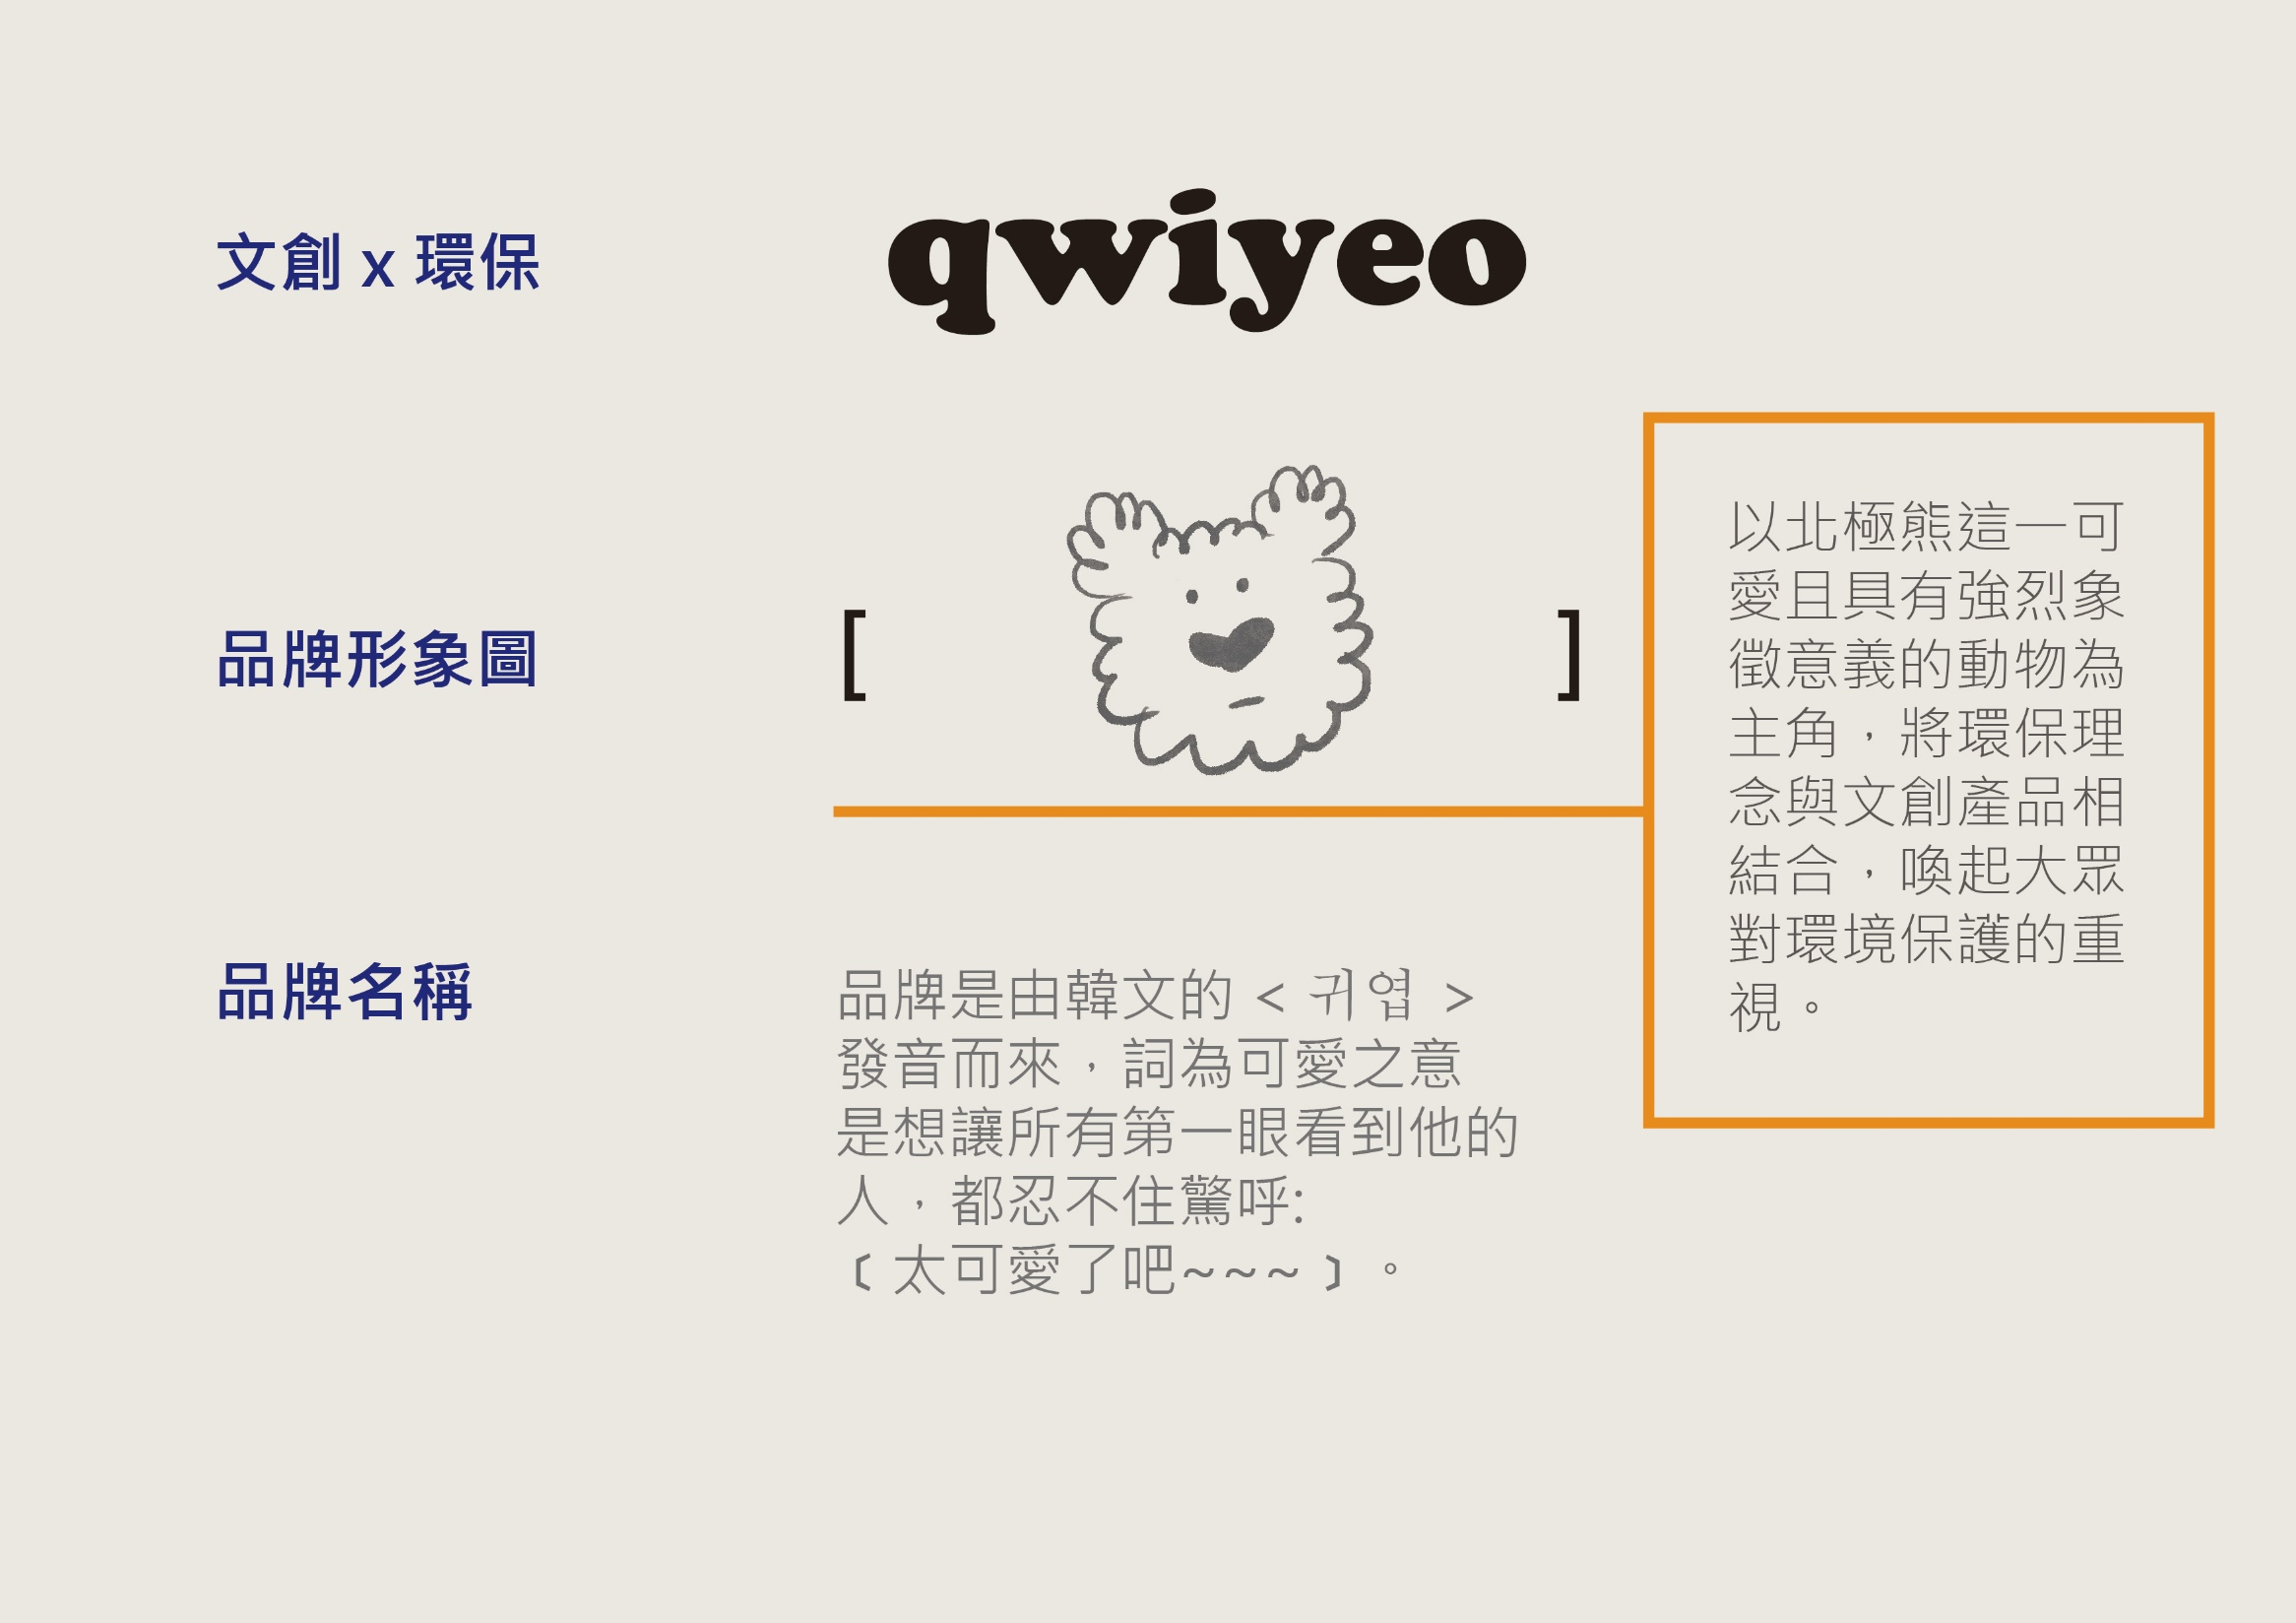 文創 x 環保
qwiyeo
品牌形象圖
[ ]
以北極熊這一可
愛且具有強烈象
徵意義的動物為
主角，將環保理
念與文創產品相
結合，喚起大眾
對環境保護的重
視。
品牌名稱
品牌是由韓文的 < 귀엽 >
發音而來，詞為可愛之意
是想讓所有第一眼看到他的
人，都忍不住驚呼:
﹝太可愛了吧~~~﹞。